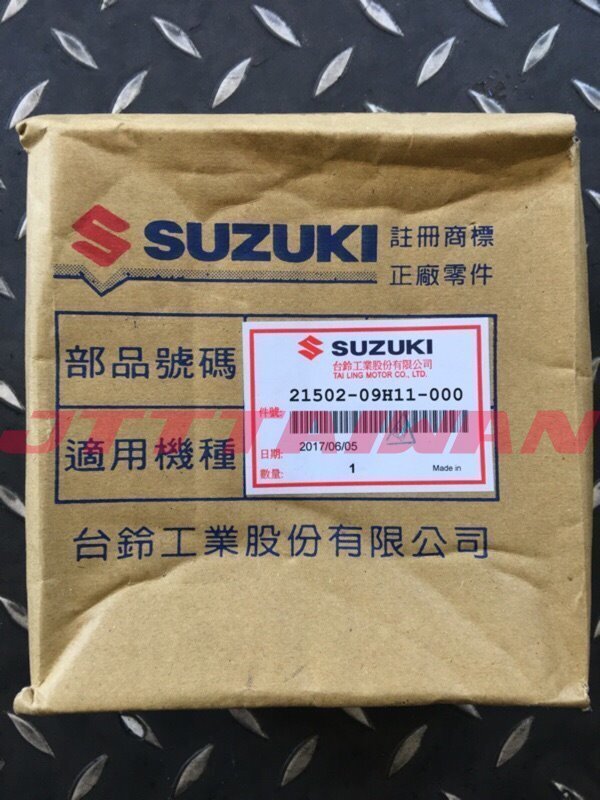 SUZUKI 註冊商標
正廠零件
部品號碼
適用機種
SUZUKI
台鈴工業股份有限公司
TAI LING MOTOR CO., LTD.
21502-09H11-000
件號:
日期: 2017/06/05
數量: 1 Made in
JTTAIWAN
台鈴工業股份有限公司